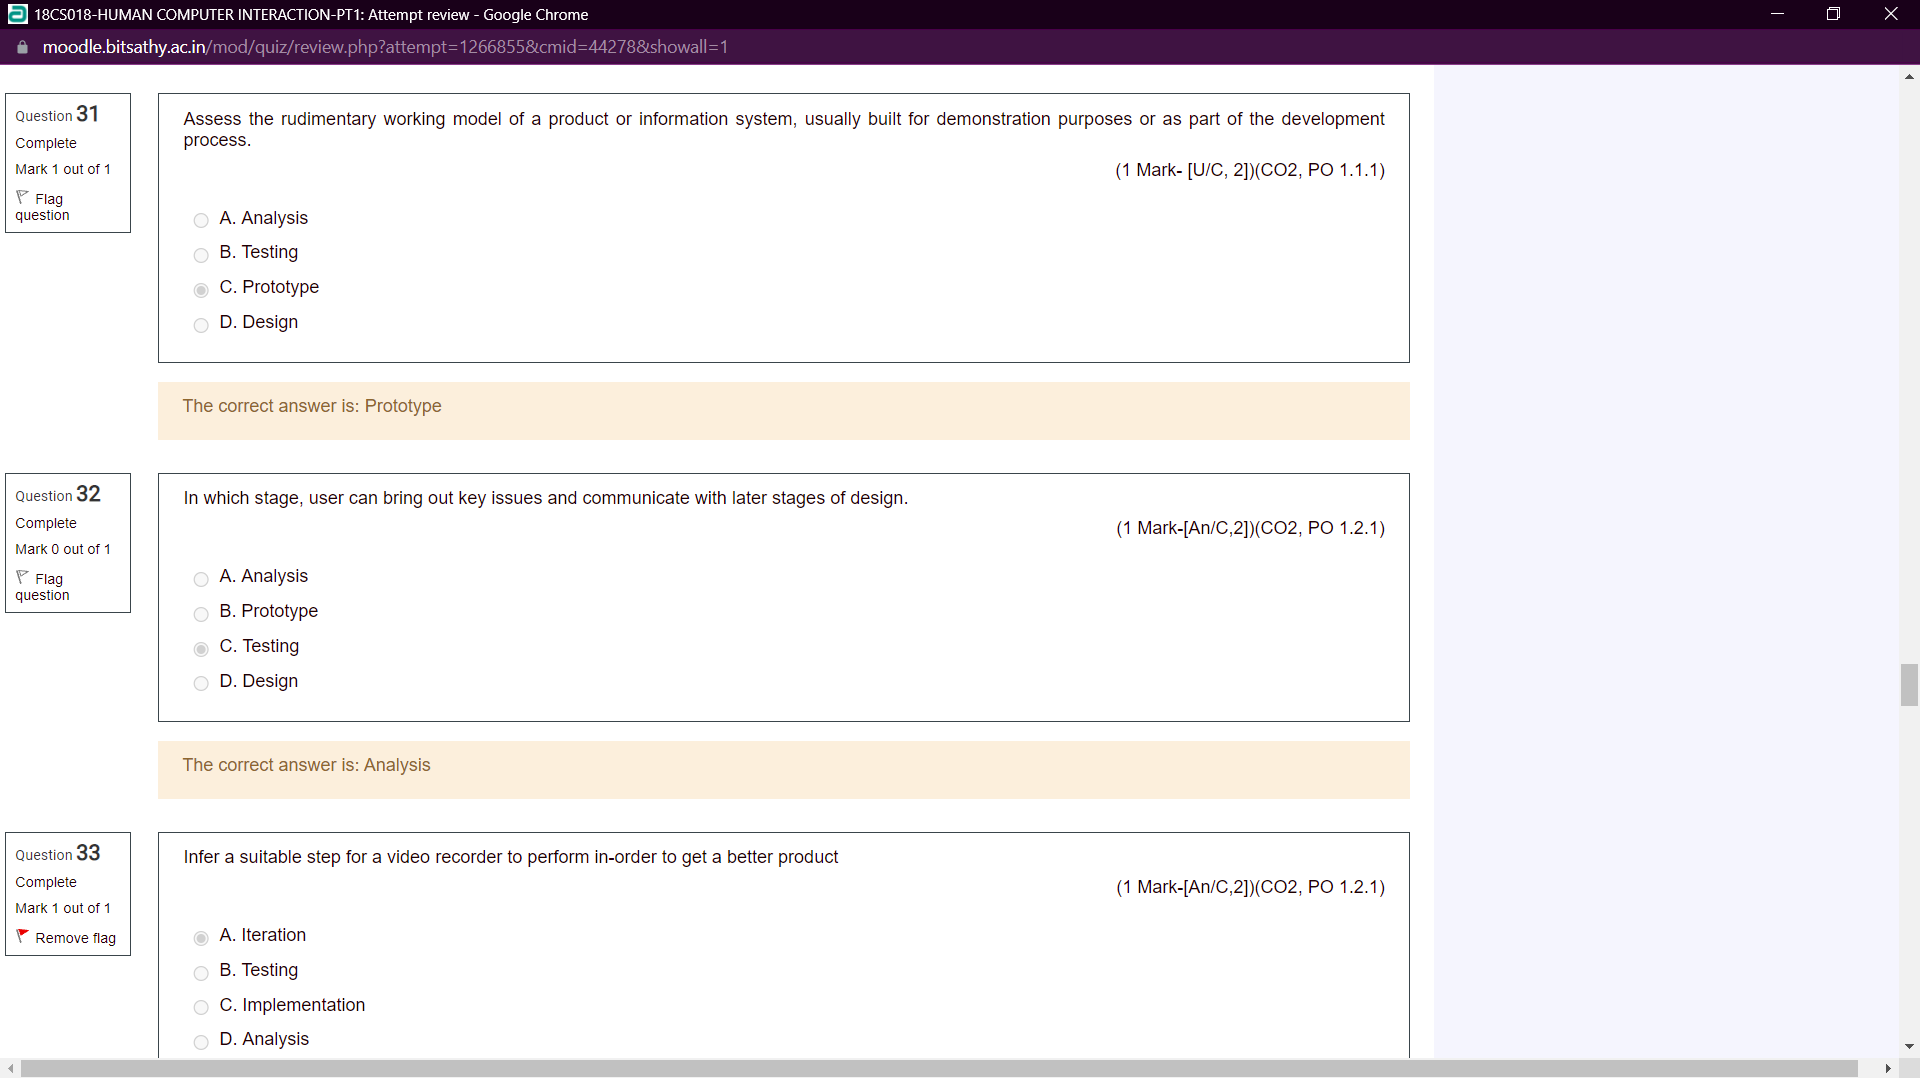 18CS018-HUMAN COMPUTER INTERACTION-PT1: Attempt review - Google Chrome
moodle.bitsathy.ac.in/mod/quiz/review.php?attempt=1266855&cmid=44278&showall=1
Question 31
Complete
Mark 1 out of 1
Flag
question
Assess the rudimentary working model of a product or information system, usually built for demonstration purposes or as part of the development
process.
(1 Mark- [U/C, 2])(CO2, PO 1.1.1)
A. Analysis
B. Testing
C. Prototype
D. Design
The correct answer is: Prototype
Question 32
Complete
Mark 0 out of 1
Flag
question
In which stage, user can bring out key issues and communicate with later stages of design.
(1 Mark-[An/C,2])(CO2, PO 1.2.1)
A. Analysis
B. Prototype
C. Testing
D. Design
The correct answer is: Analysis
Question 33
Complete
Mark 1 out of 1
Remove flag
Infer a suitable step for a video recorder to perform in-order to get a better product
(1 Mark-[An/C,2])(CO2, PO 1.2.1)
A. Iteration
B. Testing
C. Implementation
D. Analysis